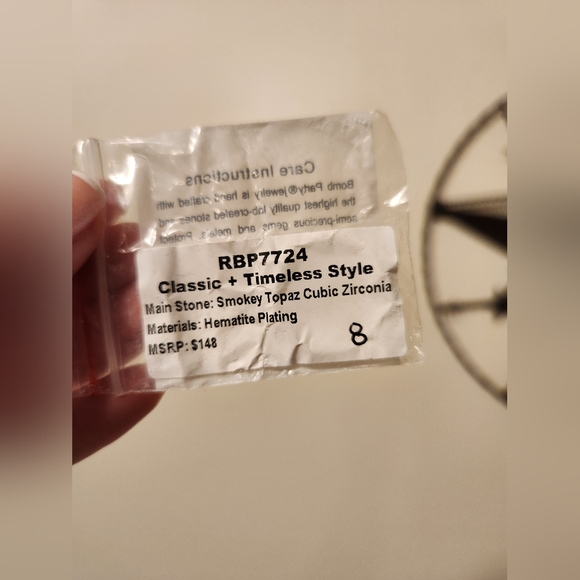 Care Instructions
Bomb Party® jewelry is hand crafted with
the highest quality lab-created stones and
semi-precious gems and metals. Protect
RBP7724
Classic + Timeless Style
Main Stone: Smokey Topaz Cubic Zirconia
Materials: Hematite Plating
MSRP: $148
8